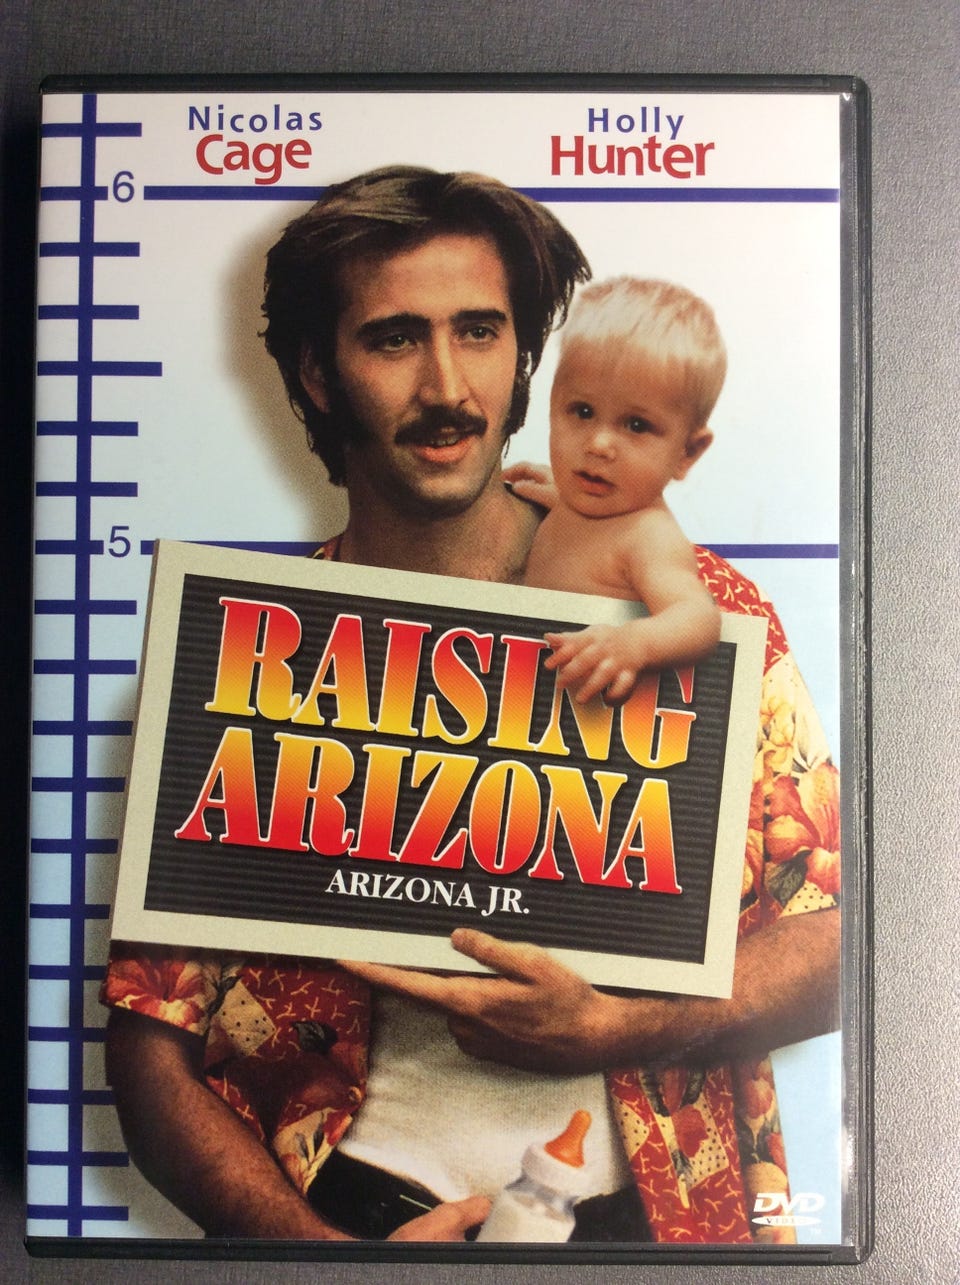 Nicolas
Cage
Holly
Hunter
6
5
RAISING
ARIZONA
ARIZONA JR.
DVD
VIDEO